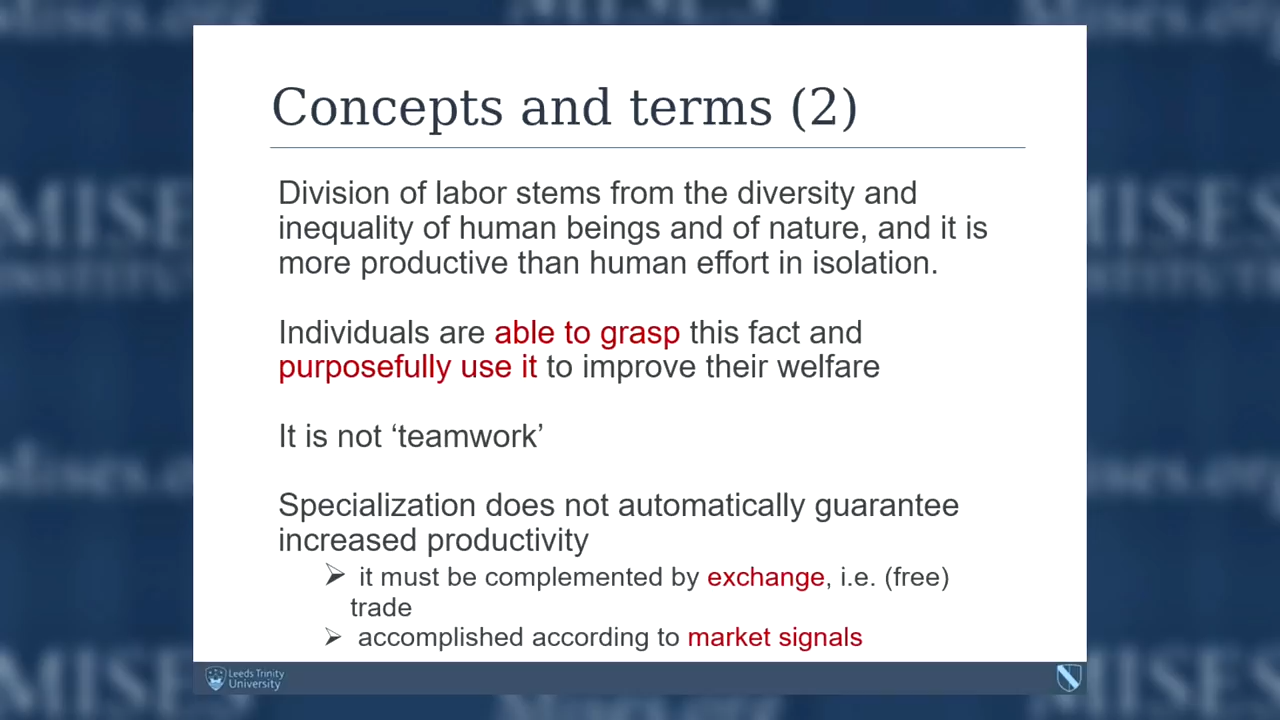 Concepts and terms (2)
Division of labor stems from the diversity and
inequality of human beings and of nature, and it is
more productive than human effort in isolation.
Individuals are able to grasp this fact and
purposefully use it to improve their welfare
It is not ‘teamwork’
Specialization does not automatically guarantee
increased productivity
➢ it must be complemented by exchange, i.e. (free)
trade
➢ accomplished according to market signals
Leeds Trinity
University